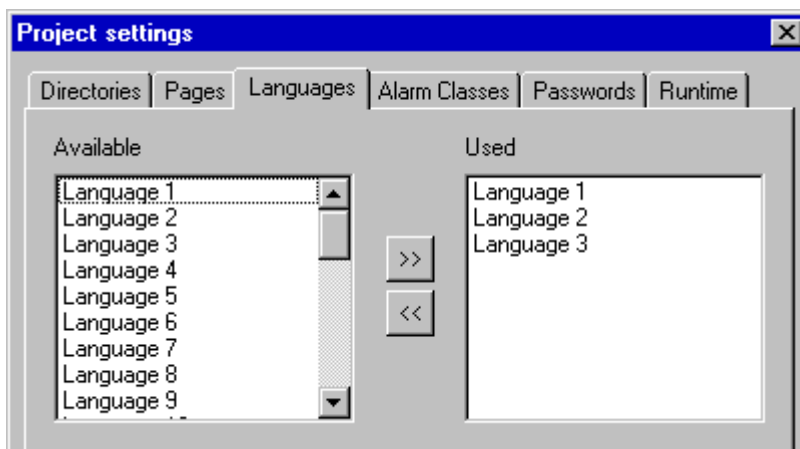 Project settings
Directories Pages Languages Alarm Classes Passwords Runtime
Available Used
Language 1
Language 2
Language 3
Language 4
Language 5
Language 6
Language 7
Language 8
Language 9
>>
<<
Language 1
Language 2
Language 3